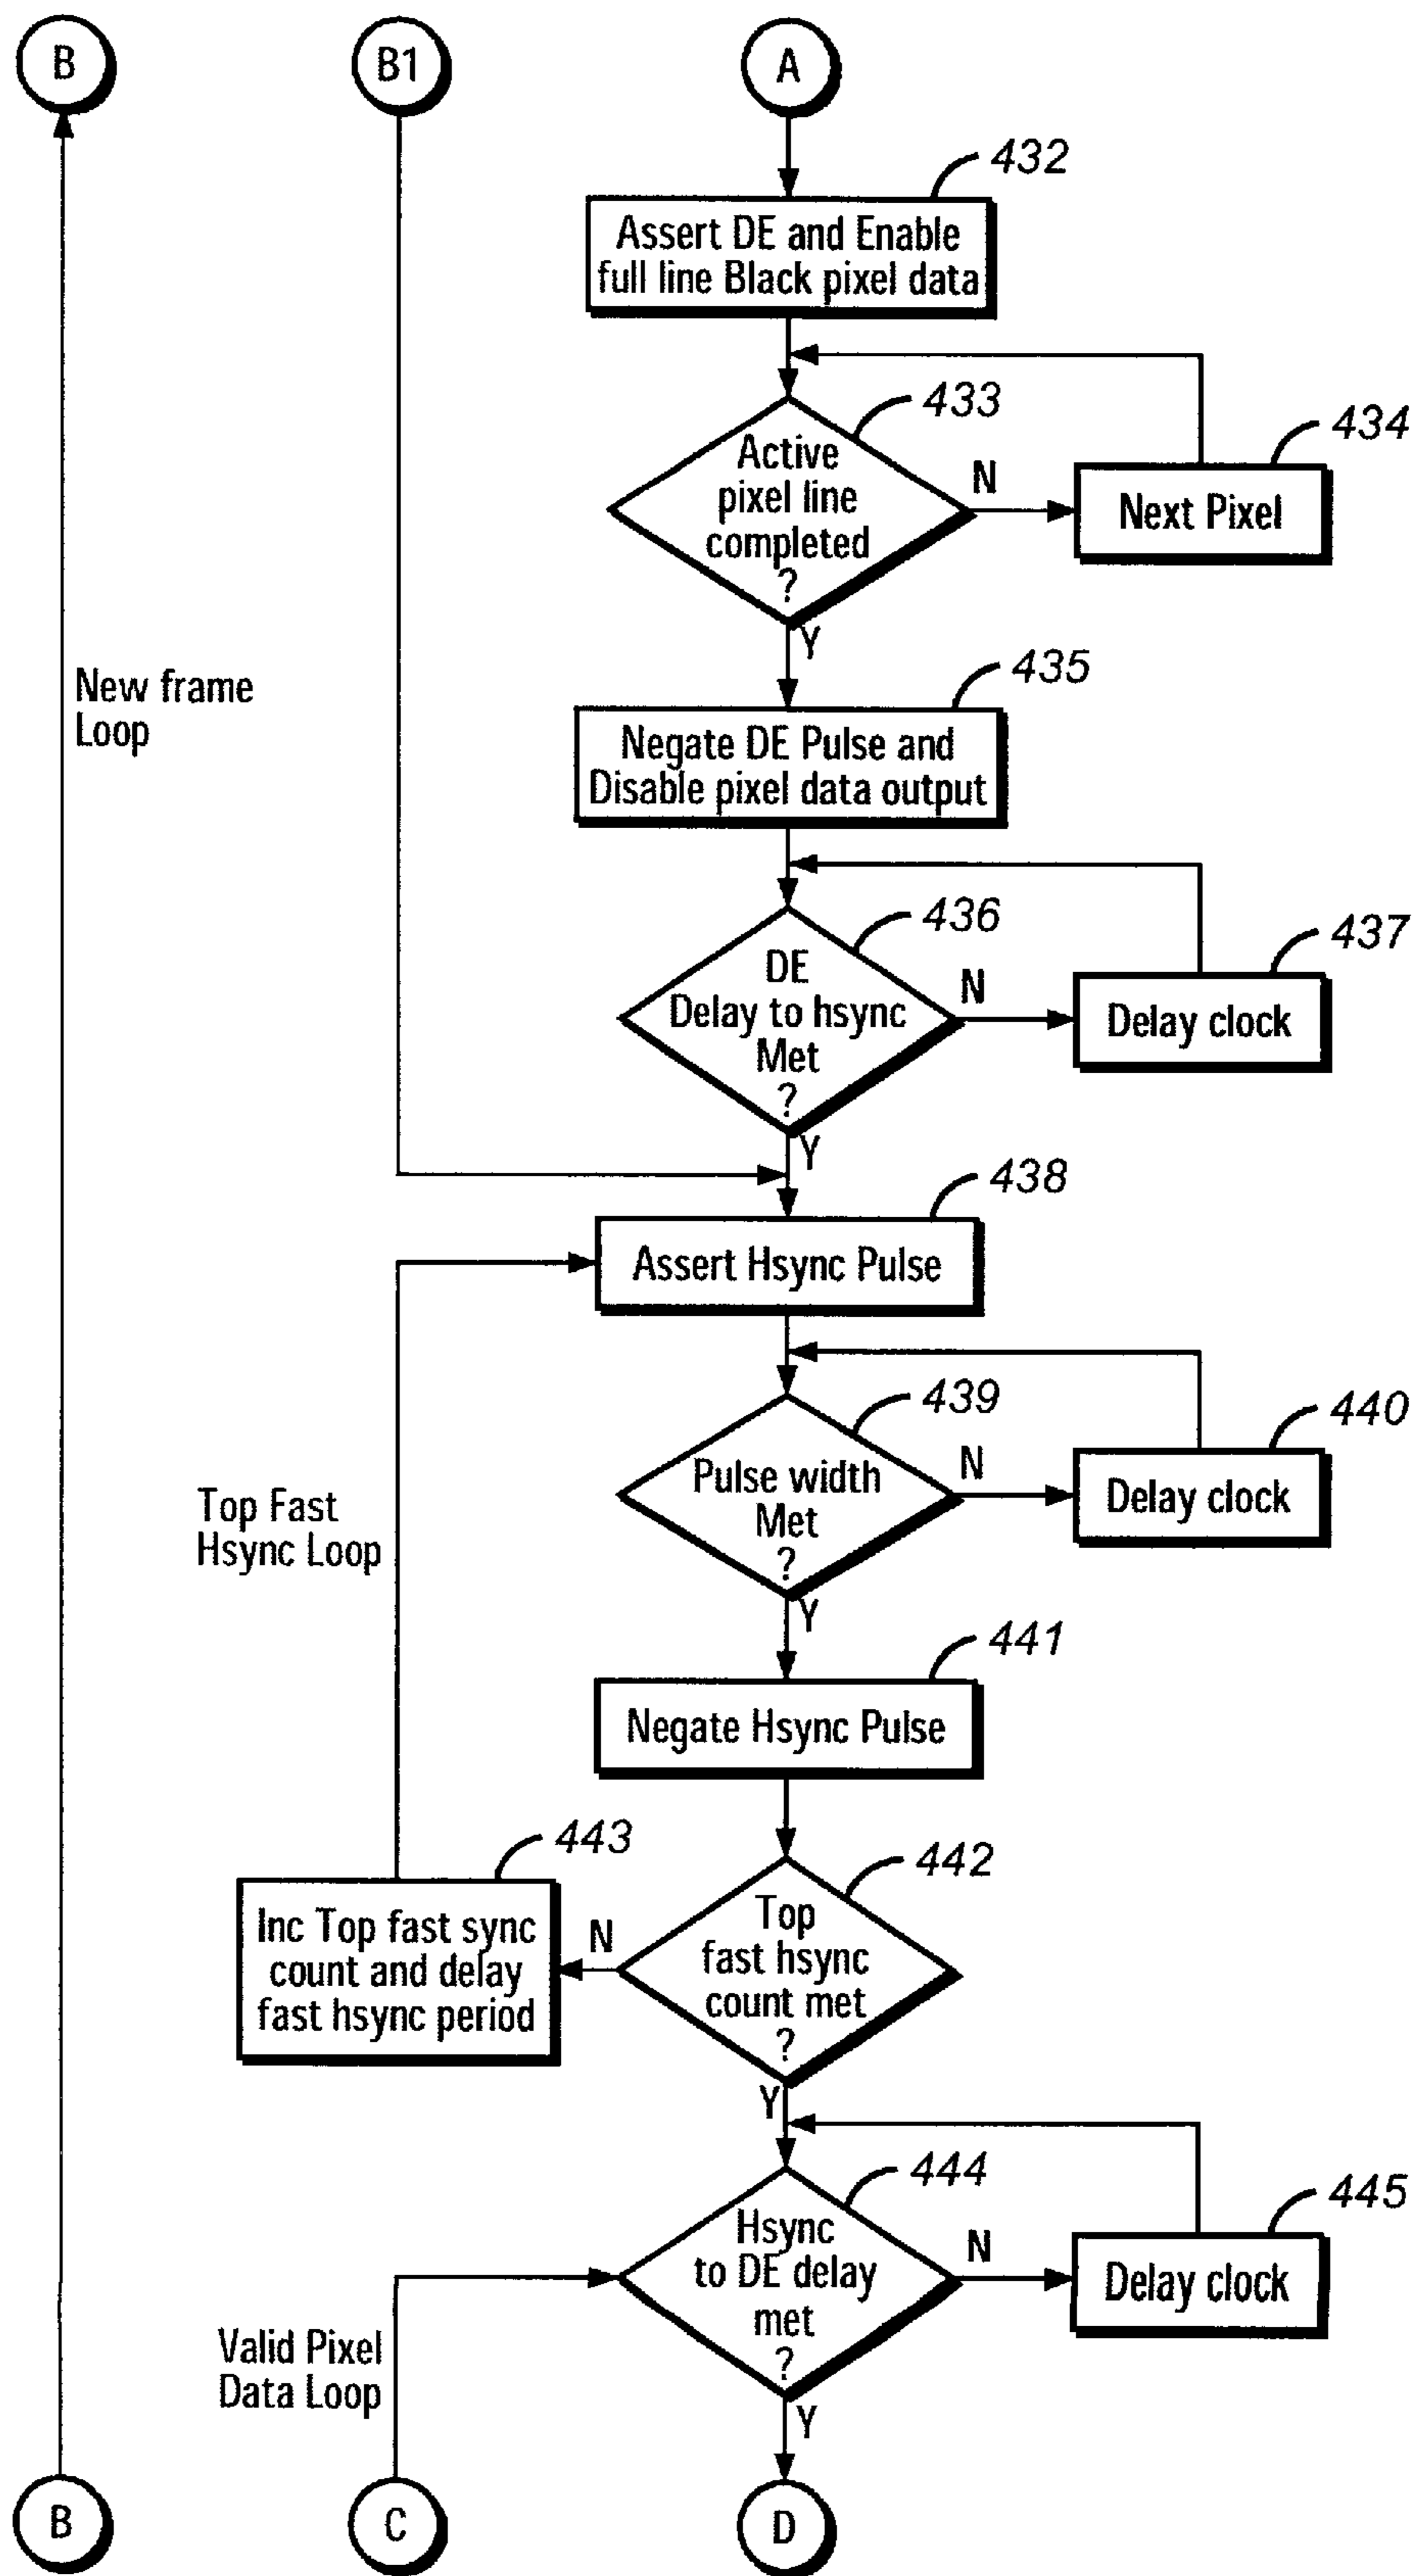 B
B1
A
432
Assert DE and Enable
full line Black pixel data
433
Active
pixel line
completed
?
N
434
Next Pixel
Y
435
Negate DE Pulse and
Disable pixel data output
New frame
Loop
436
DE
Delay to hsync
Met
?
N
437
Delay clock
Y
438
Assert Hsync Pulse
439
Pulse width
Met
?
N
440
Delay clock
Y
Top Fast
Hsync Loop
441
Negate Hsync Pulse
442
Top
fast hsync
count met
?
N
443
Inc Top fast sync
count and delay
fast hsync period
Y
444
Hsync
to DE delay
met
?
N
445
Delay clock
Y
Valid Pixel
Data Loop
B
C
D